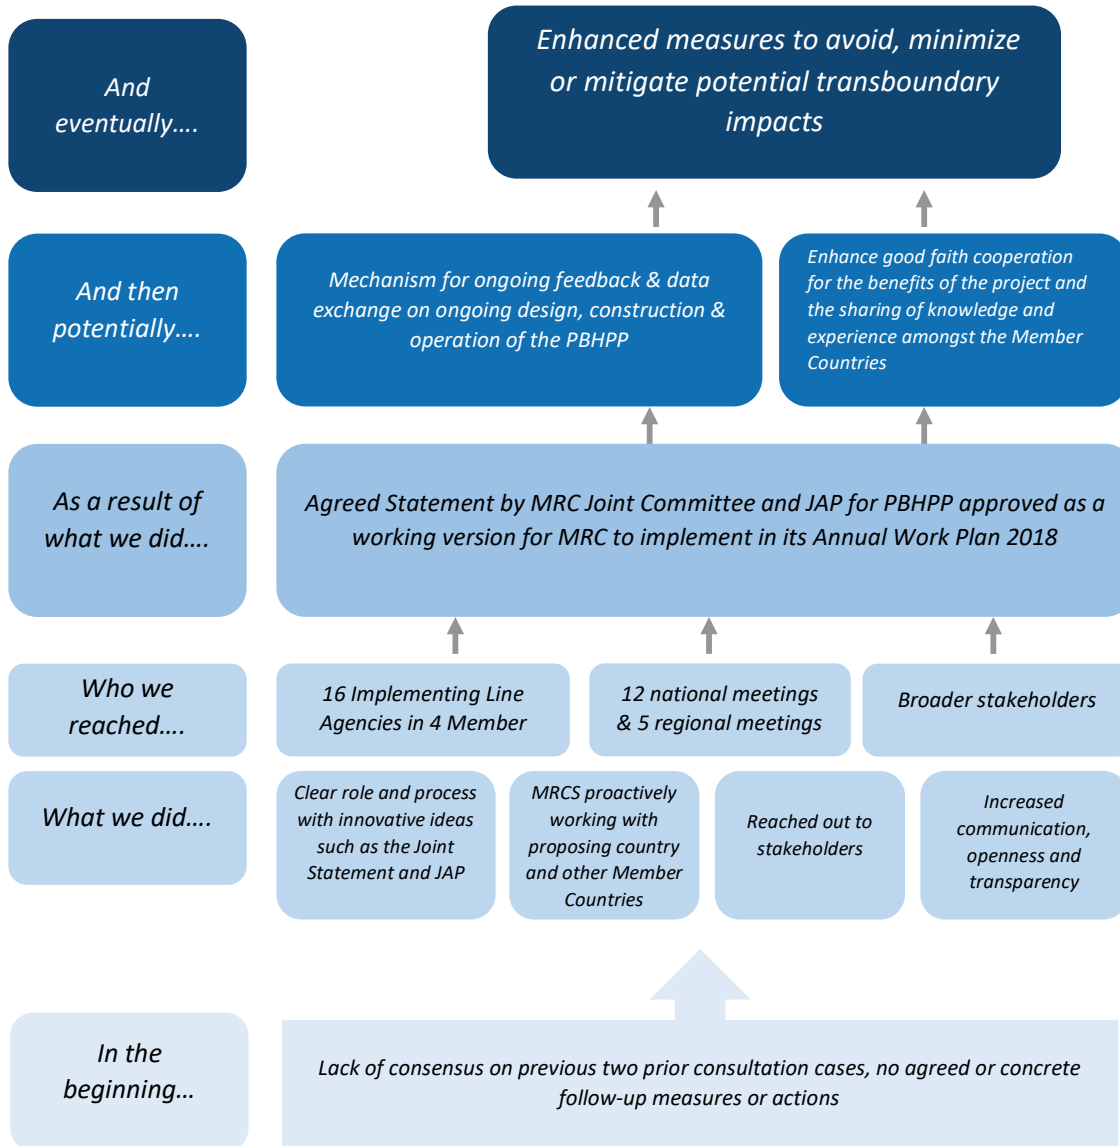 And
eventually….
Enhanced measures to avoid, minimize
or mitigate potential transboundary
impacts
And then
potentially….
Mechanism for ongoing feedback & data
exchange on ongoing design, construction &
operation of the PBHPP
Enhance good faith cooperation
for the benefits of the project and
the sharing of knowledge and
experience amongst the Member
Countries
As a result of
what we did….
Agreed Statement by MRC Joint Committee and JAP for PBHPP approved as a
working version for MRC to implement in its Annual Work Plan 2018
Who we
reached….
16 Implementing Line
Agencies in 4 Member
12 national meetings
& 5 regional meetings
Broader stakeholders
What we did….
Clear role and process
with innovative ideas
such as the Joint
Statement and JAP
MRCS proactively
working with
proposing country
and other Member
Countries
Reached out to
stakeholders
Increased
communication,
openness and
transparency
In the
beginning…
Lack of consensus on previous two prior consultation cases, no agreed or concrete
follow-up measures or actions